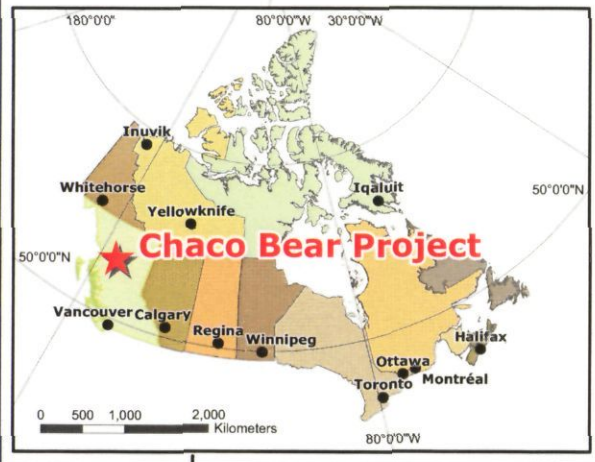 180°0'0"
80°0'0"W
30°0'0"W
Inuvik
Whitehorse
Iqaluit
50°0'0"N
Yellowknife
Chaco Bear Project
50°0'0"N
Vancouver
Calgary
Regina
Winnipeg
Halifax
Ottawa
Montréal
Toronto
0 500 1,000 2,000
Kilometers
80°0'0"W